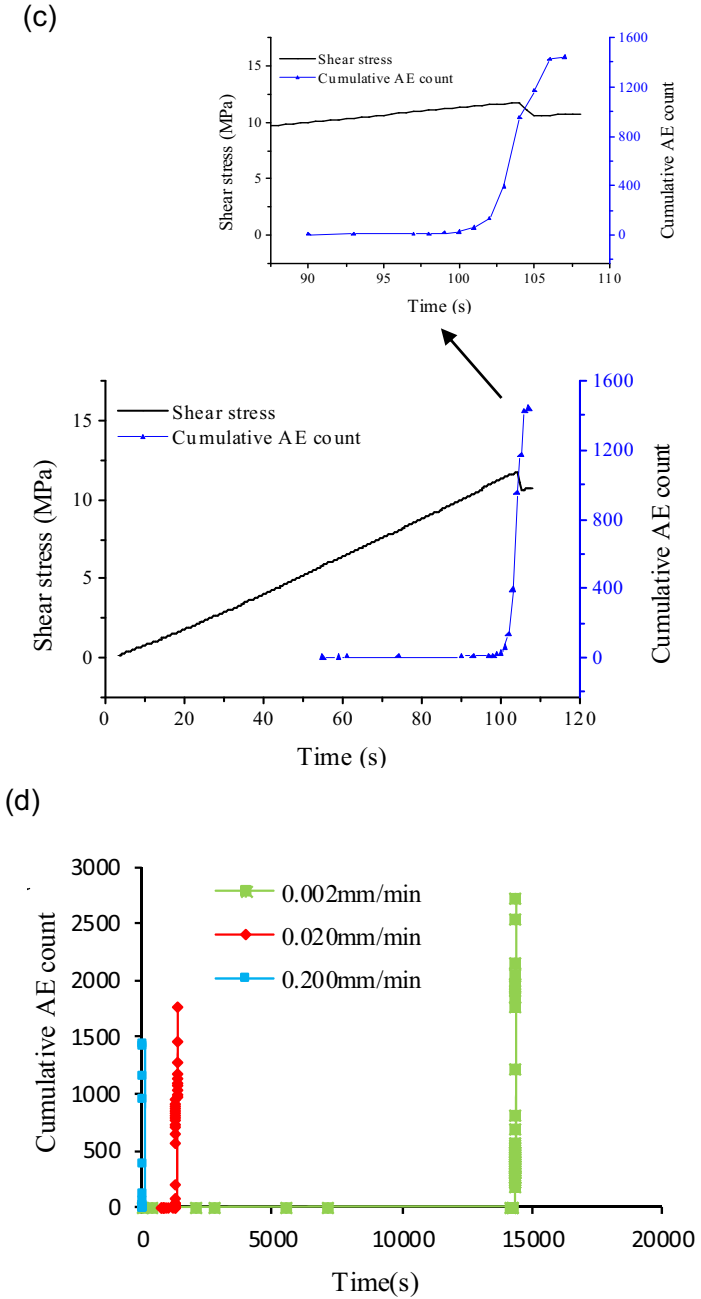 (c)
Shear stress
Cumulative AE count
15
10
5
0
1600
1200
800
400
0
Shear stress (MPa)
Cumulative AE count
90 95 100 105 110
Time (s)
Shear stress
Cumulative AE count
15
10
5
0
1600
1200
800
400
0
Shear stress (MPa)
Cumulative AE count
0 20 40 60 80 100 120
Time (s)
(d)
3000
2500
2000
1500
1000
500
0
0.002mm/min
0.020mm/min
0.200mm/min
Cumulative AE count
0 5000 10000 15000 20000
Time(s)